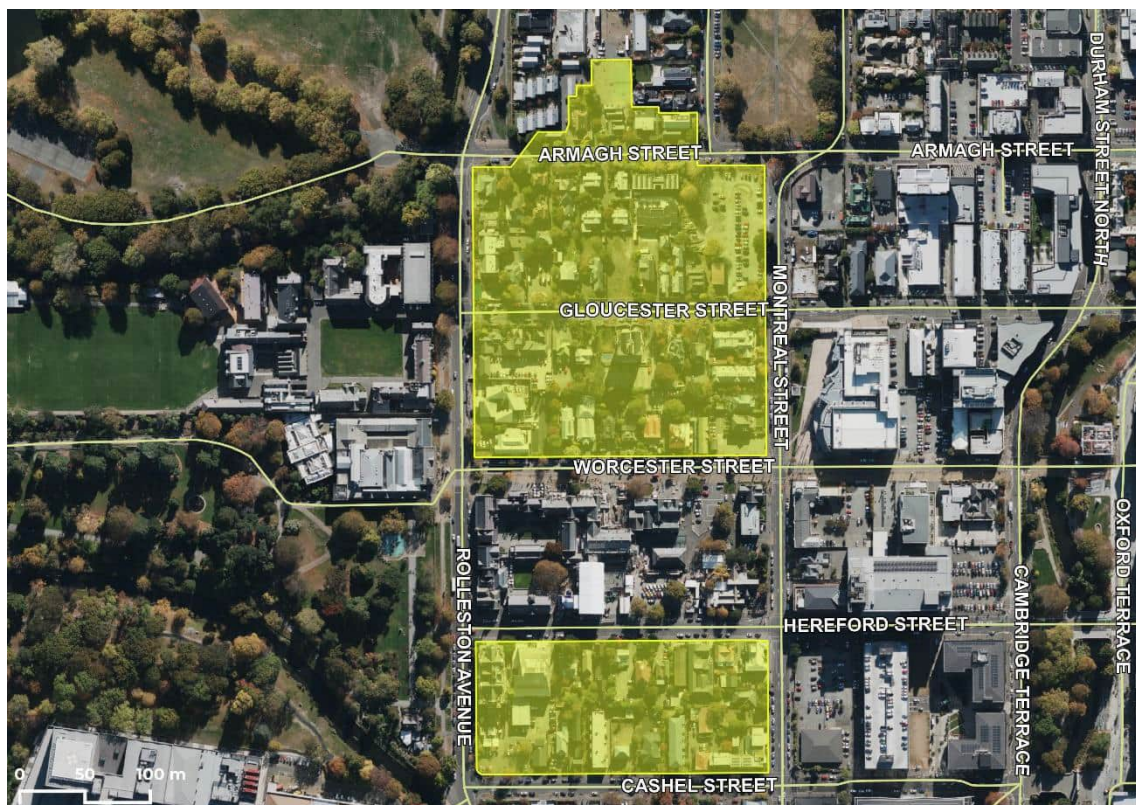 DURHAM STREET NORTH
ARMAGH STREET
ARMAGH STREET
GLOUCESTER STREET
MONTREAL STREET
WORCESTER STREET
ROLLESTON AVENUE
HEREFORD STREET
CAMBRIDGE TERRACE
OXFORD TERRACE
CASHEL STREET
0 50 100 m